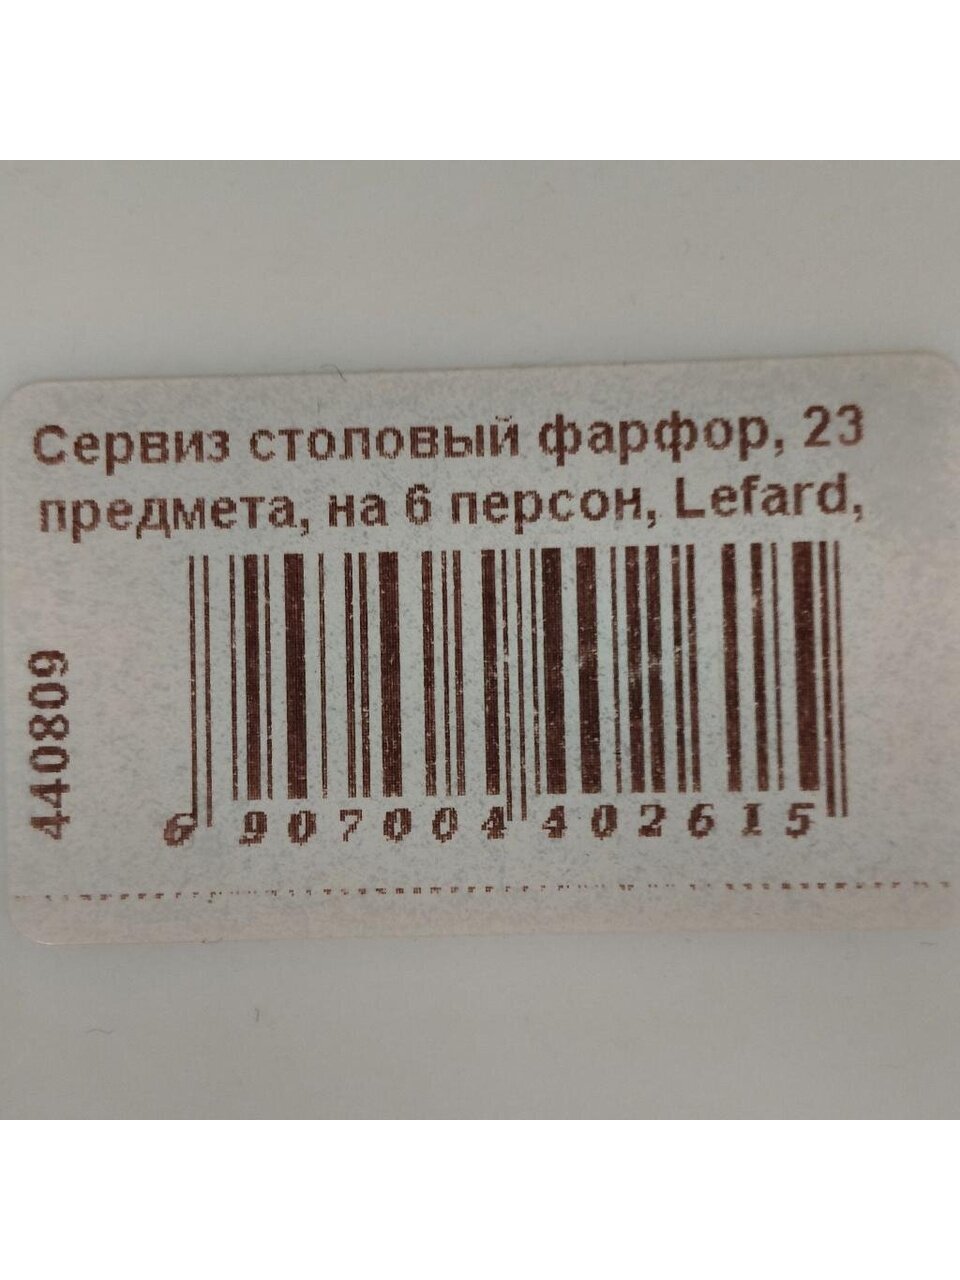 Сервиз столовый фарфор, 23
предмета, на 6 персон, Lefard,
440809
6 907004 402615